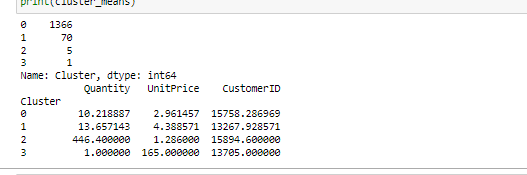 print(cluster_means)
0 1366
1 70
2 5
3 1
Name: Cluster, dtype: int64
Quantity UnitPrice CustomerID
Cluster
0 10.218887 2.961457 15758.286969
1 13.657143 4.388571 13267.928571
2 446.400000 1.286000 15894.600000
3 1.000000 165.000000 13705.000000